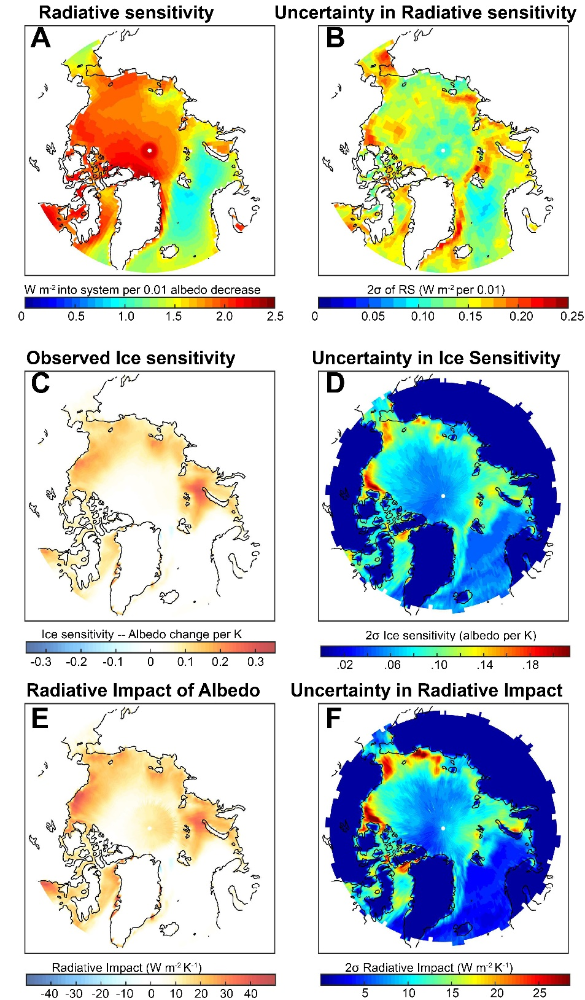 Radiative sensitivity
Uncertainty in Radiative sensitivity
A
B
W m-2 into system per 0.01 albedo decrease
2σ of RS (W m-2 per 0.01)
0 0.5 1.0 1.5 2.0 2.5
0 0.05 0.10 0.15 0.20 0.25
Observed Ice sensitivity
Uncertainty in Ice Sensitivity
C
D
Ice sensitivity -- Albedo change per K
2σ Ice sensitivity (albedo per K)
-0.3 -0.2 -0.1 0 0.1 0.2 0.3
.02 .06 .10 .14 .18
Radiative Impact of Albedo
Uncertainty in Radiative Impact
E
F
Radiative Impact (W m-2 K-1)
2σ Radiative Impact (W m-2 K-1)
-40 -30 -20 -10 0 10 20 30 40
5 10 15 20 25